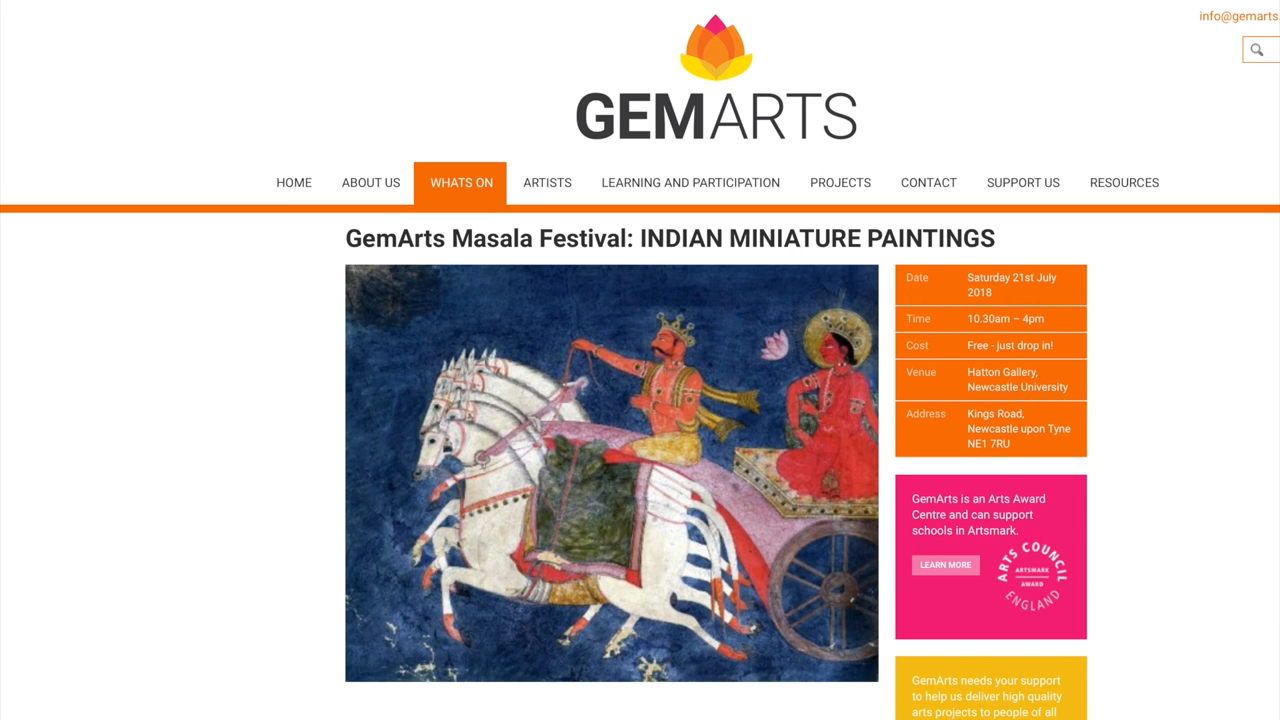 info@gemarts.
GEMARTS
HOME ABOUT US WHATS ON ARTISTS LEARNING AND PARTICIPATION PROJECTS CONTACT SUPPORT US RESOURCES
GemArts Masala Festival: INDIAN MINIATURE PAINTINGS
Date Saturday 21st July
2018
Time 10.30am – 4pm
Cost Free - just drop in!
Venue Hatton Gallery,
Newcastle University
Address Kings Road,
Newcastle upon Tyne
NE1 7RU
GemArts is an Arts Award
Centre and can support
schools in Artsmark.
LEARN MORE
ARTS COUNCIL
ARTSMARK
AWARD
ENGLAND
GemArts needs your support
to help us deliver high quality
arts projects to people of all